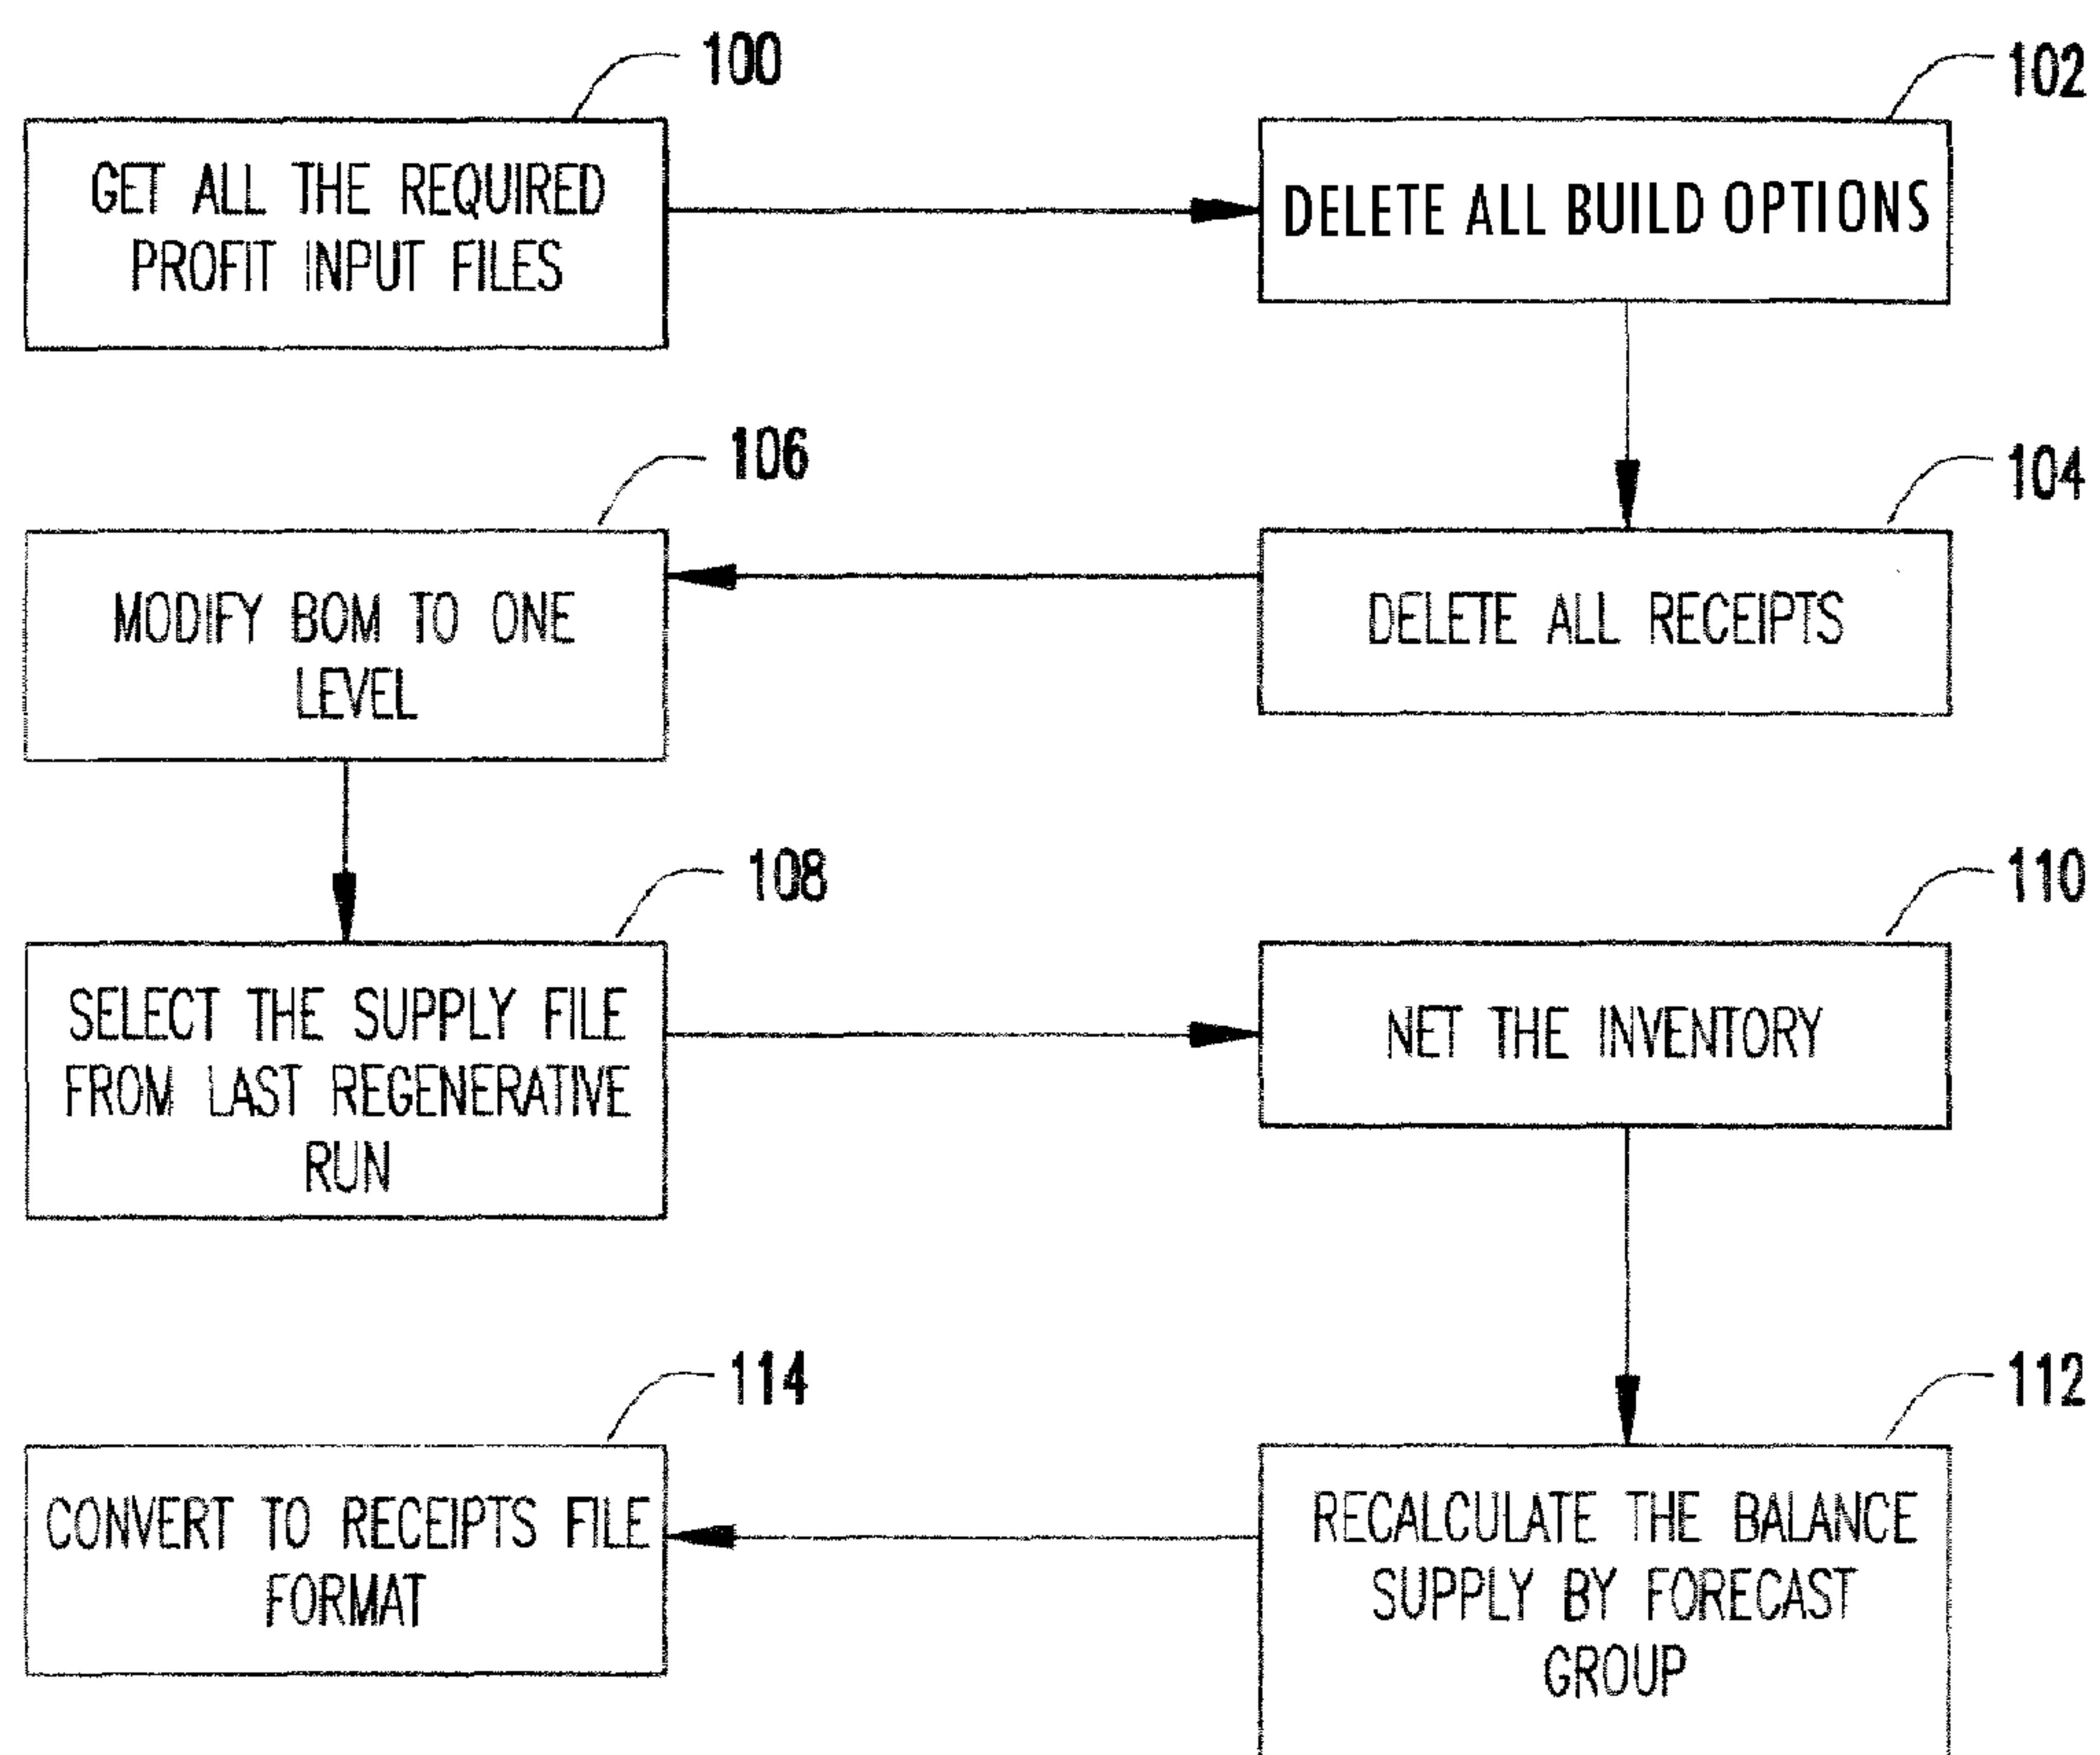 100
GET ALL THE REQUIRED
PROFIT INPUT FILES
102
DELETE ALL BUILD OPTIONS
106
MODIFY BOM TO ONE
LEVEL
104
DELETE ALL RECEIPTS
108
SELECT THE SUPPLY FILE
FROM LAST REGENERATIVE
RUN
110
NET THE INVENTORY
114
CONVERT TO RECEIPTS FILE
FORMAT
112
RECALCULATE THE BALANCE
SUPPLY BY FORECAST
GROUP